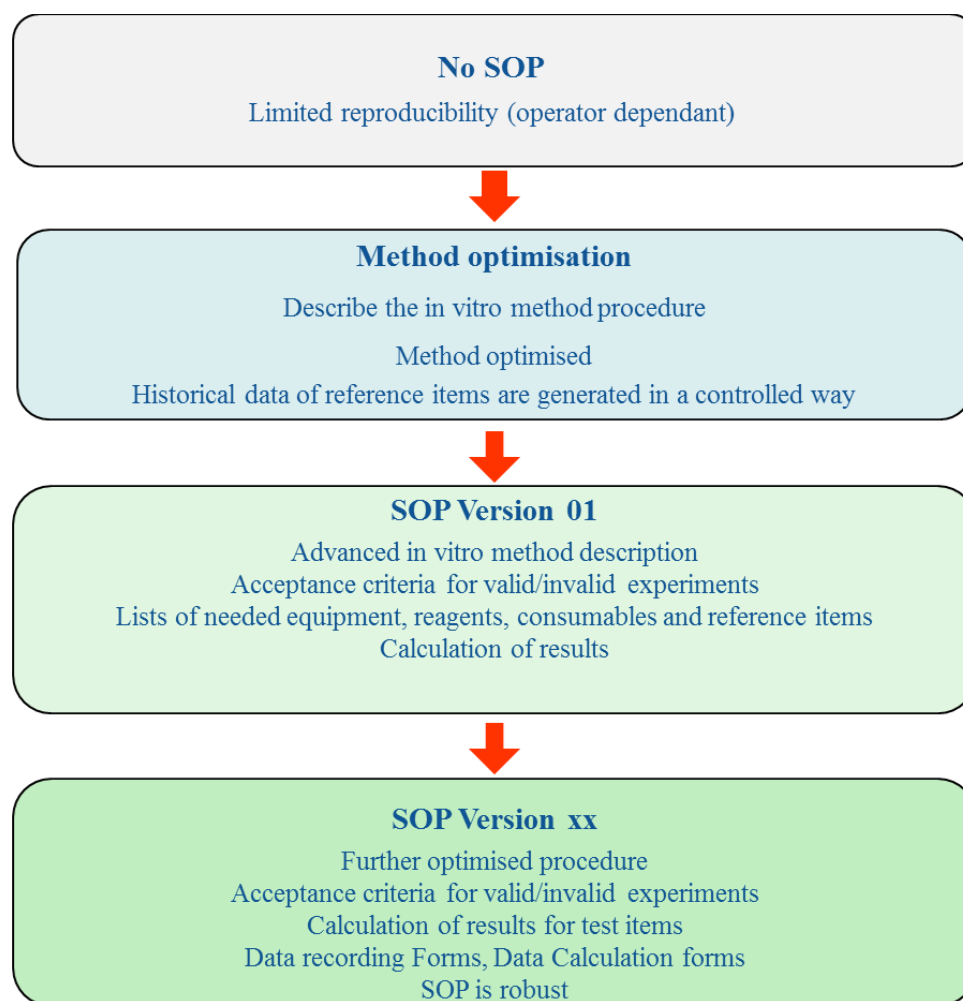 No SOP
Limited reproducibility (operator dependant)
Method optimisation
Describe the in vitro method procedure
Method optimised
Historical data of reference items are generated in a controlled way
SOP Version 01
Advanced in vitro method description
Acceptance criteria for valid/invalid experiments
Lists of needed equipment, reagents, consumables and reference items
Calculation of results
SOP Version xx
Further optimised procedure
Acceptance criteria for valid/invalid experiments
Calculation of results for test items
Data recording Forms, Data Calculation forms
SOP is robust